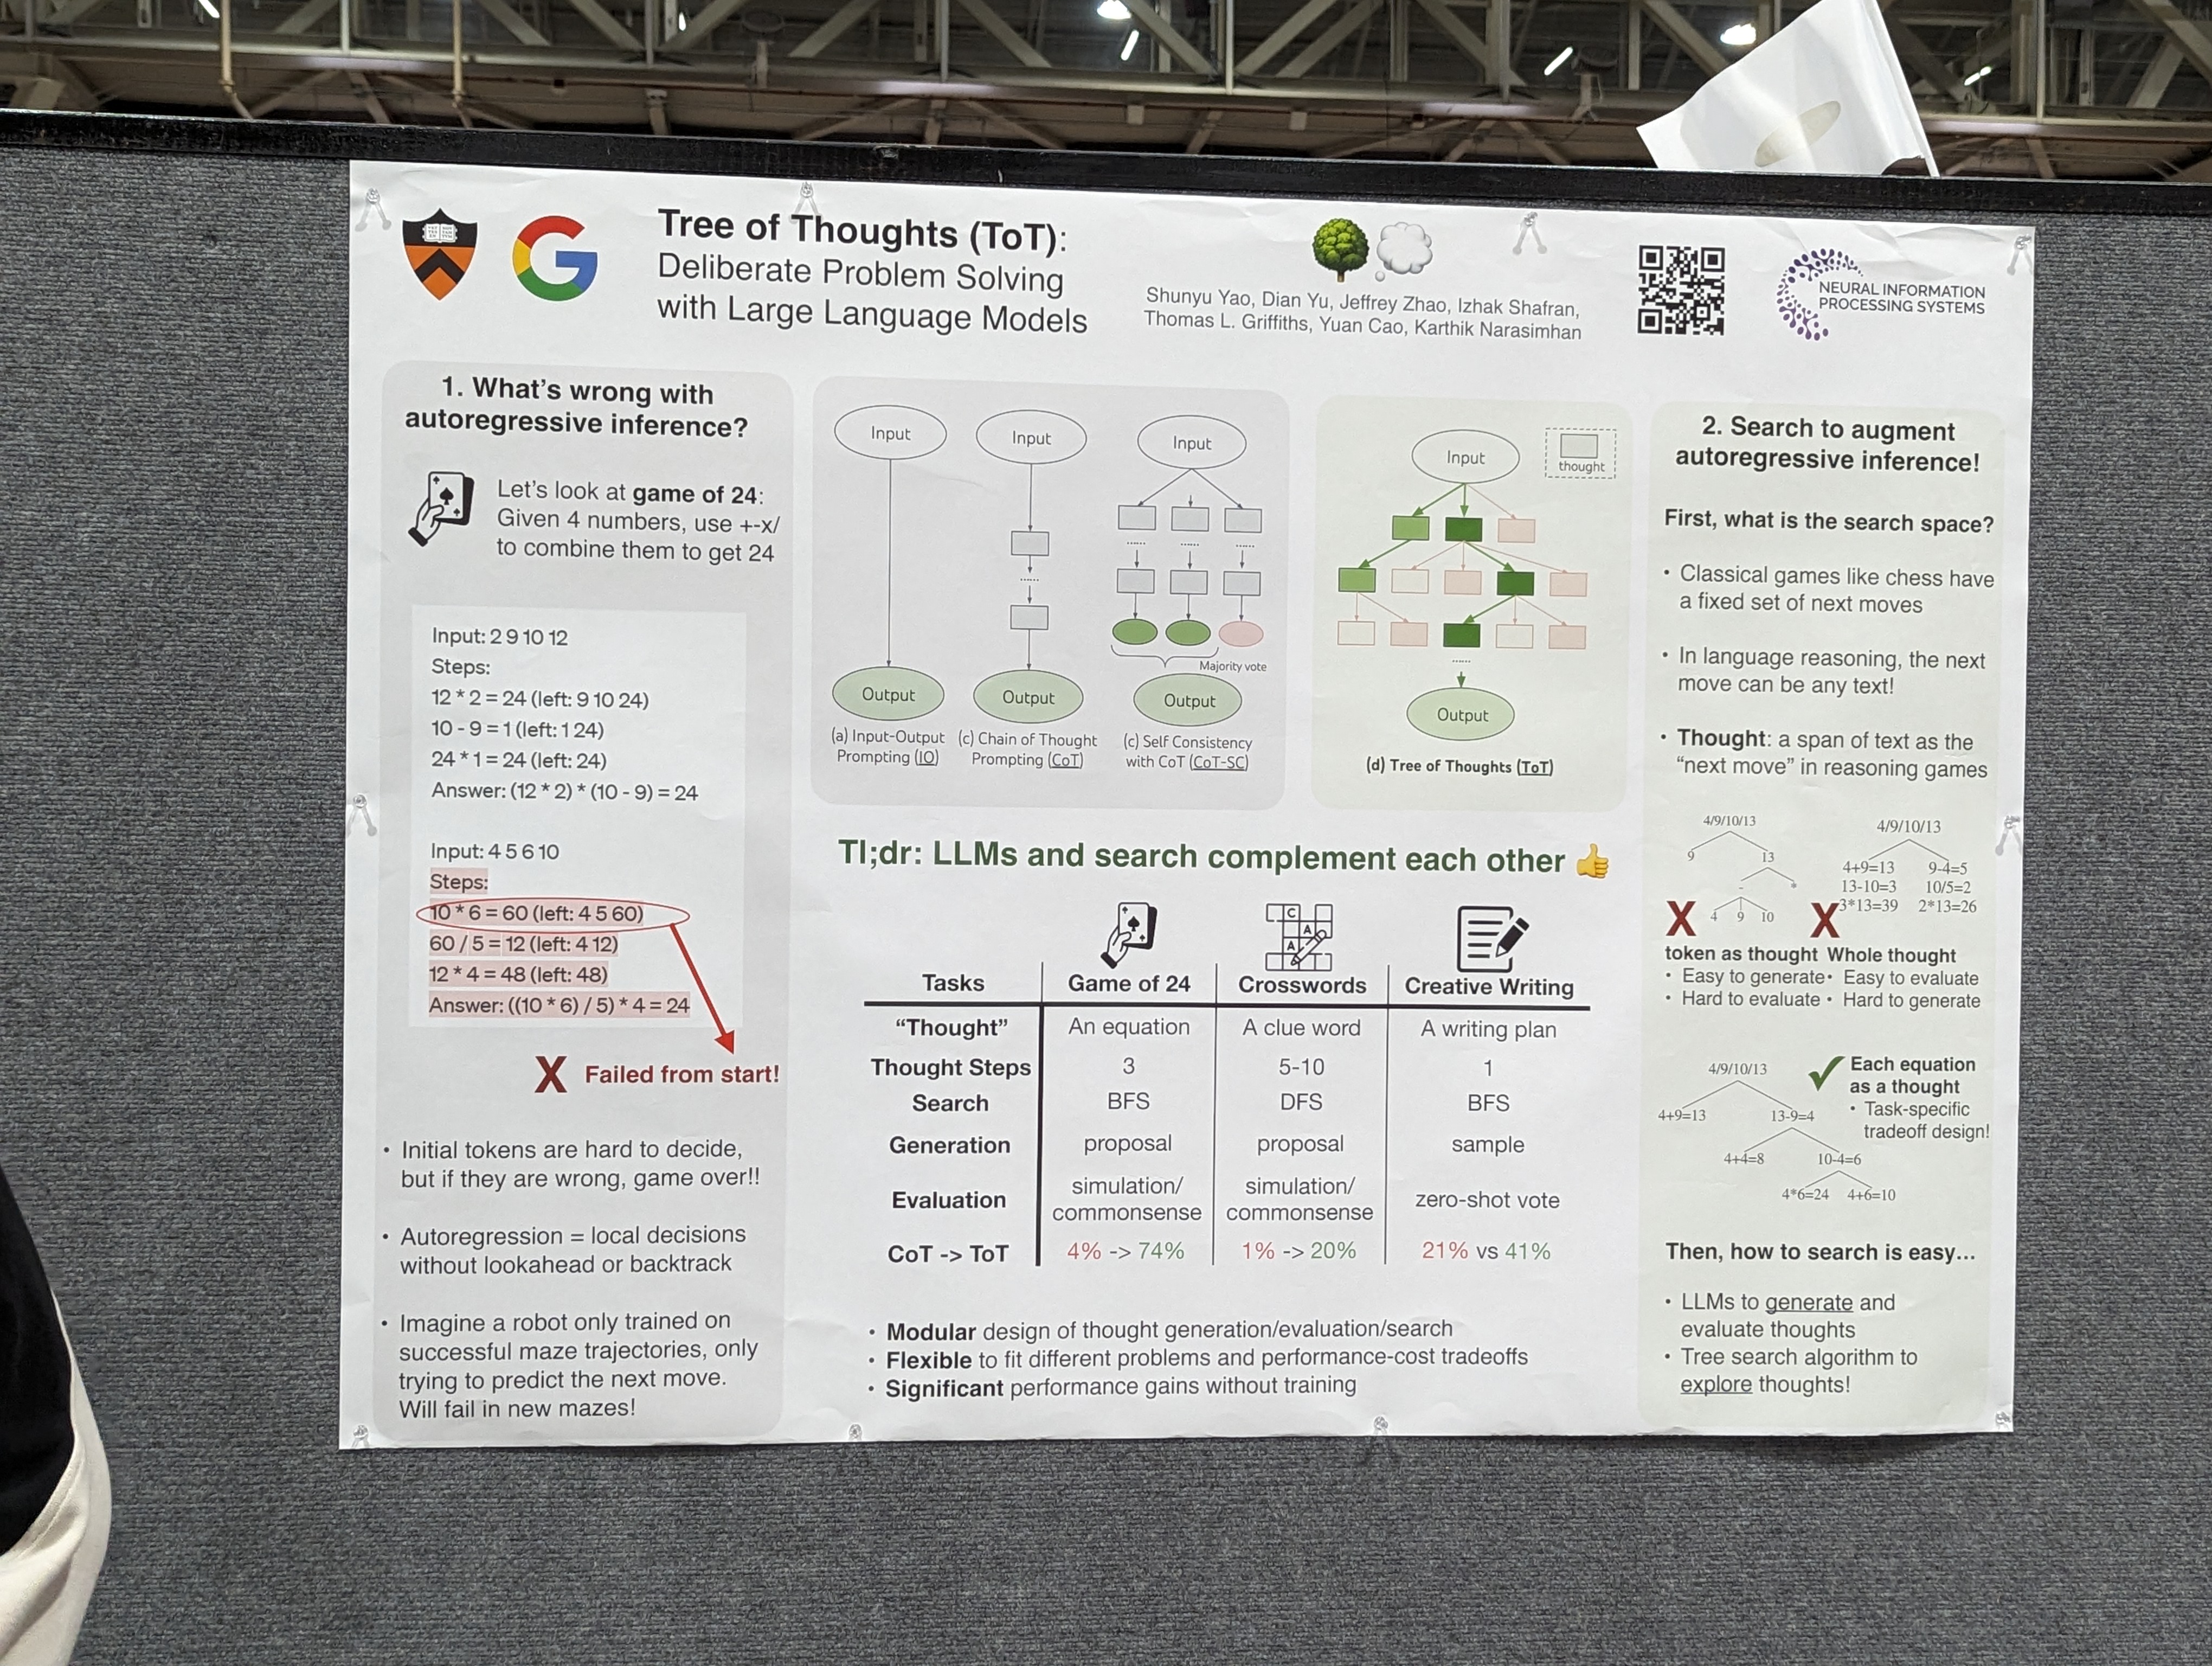 Tree of Thoughts (ToT):
Deliberate Problem Solving
with Large Language Models
Shunyu Yao, Dian Yu, Jeffrey Zhao, Izhak Shafran,
Thomas L. Griffiths, Yuan Cao, Karthik Narasimhan
NEURAL INFORMATION
PROCESSING SYSTEMS
1. What's wrong with
autoregressive inference?
Let's look at game of 24:
Given 4 numbers, use +-x/
to combine them to get 24
Input: 2 9 10 12
Steps:
12 * 2 = 24 (left: 9 10 24)
10 - 9 = 1 (left: 1 24)
24 * 1 = 24 (left: 24)
Answer: (12 * 2) * (10 - 9) = 24
Input: 4 5 6 10
Steps:
10 * 6 = 60 (left: 4 5 60)
60 / 5 = 12 (left: 4 12)
12 * 4 = 48 (left: 48)
Answer: ((10 * 6) / 5) * 4 = 24
X Failed from start!
• Initial tokens are hard to decide,
but if they are wrong, game over!!
• Autoregression = local decisions
without lookahead or backtrack
• Imagine a robot only trained on
successful maze trajectories, only
trying to predict the next move.
Will fail in new mazes!
Input
Output
(a) Input-Output
Prompting (IO)
Input
......
Output
(c) Chain of Thought
Prompting (CoT)
Input
...... ...... ......
Majority vote
Output
(c) Self Consistency
with CoT (CoT-SC)
Input
thought
......
Output
(d) Tree of Thoughts (ToT)
Tl;dr: LLMs and search complement each other 👍
C
A
A
Tasks Game of 24 Crosswords Creative Writing
“Thought” An equation A clue word A writing plan
Thought Steps 3 5-10 1
Search BFS DFS BFS
Generation proposal proposal sample
Evaluation simulation/ commonsense simulation/ commonsense zero-shot vote
CoT -> ToT 4% -> 74% 1% -> 20% 21% vs 41%
• Modular design of thought generation/evaluation/search
• Flexible to fit different problems and performance-cost tradeoffs
• Significant performance gains without training
2. Search to augment
autoregressive inference!
First, what is the search space?
• Classical games like chess have
a fixed set of next moves
• In language reasoning, the next
move can be any text!
• Thought: a span of text as the
“next move” in reasoning games
4/9/10/13
9 13
- *
4 9 10
X
token as thought
• Easy to generate
• Hard to evaluate
4/9/10/13
4+9=13 9-4=5
13-10=3 10/5=2
3*13=39 2*13=26
X
Whole thought
• Easy to evaluate
• Hard to generate
4/9/10/13
4+9=13 13-9=4
4+4=8 10-4=6
4*6=24 4+6=10
✓ Each equation
as a thought
• Task-specific
tradeoff design!
Then, how to search is easy...
• LLMs to generate and
evaluate thoughts
• Tree search algorithm to
explore thoughts!